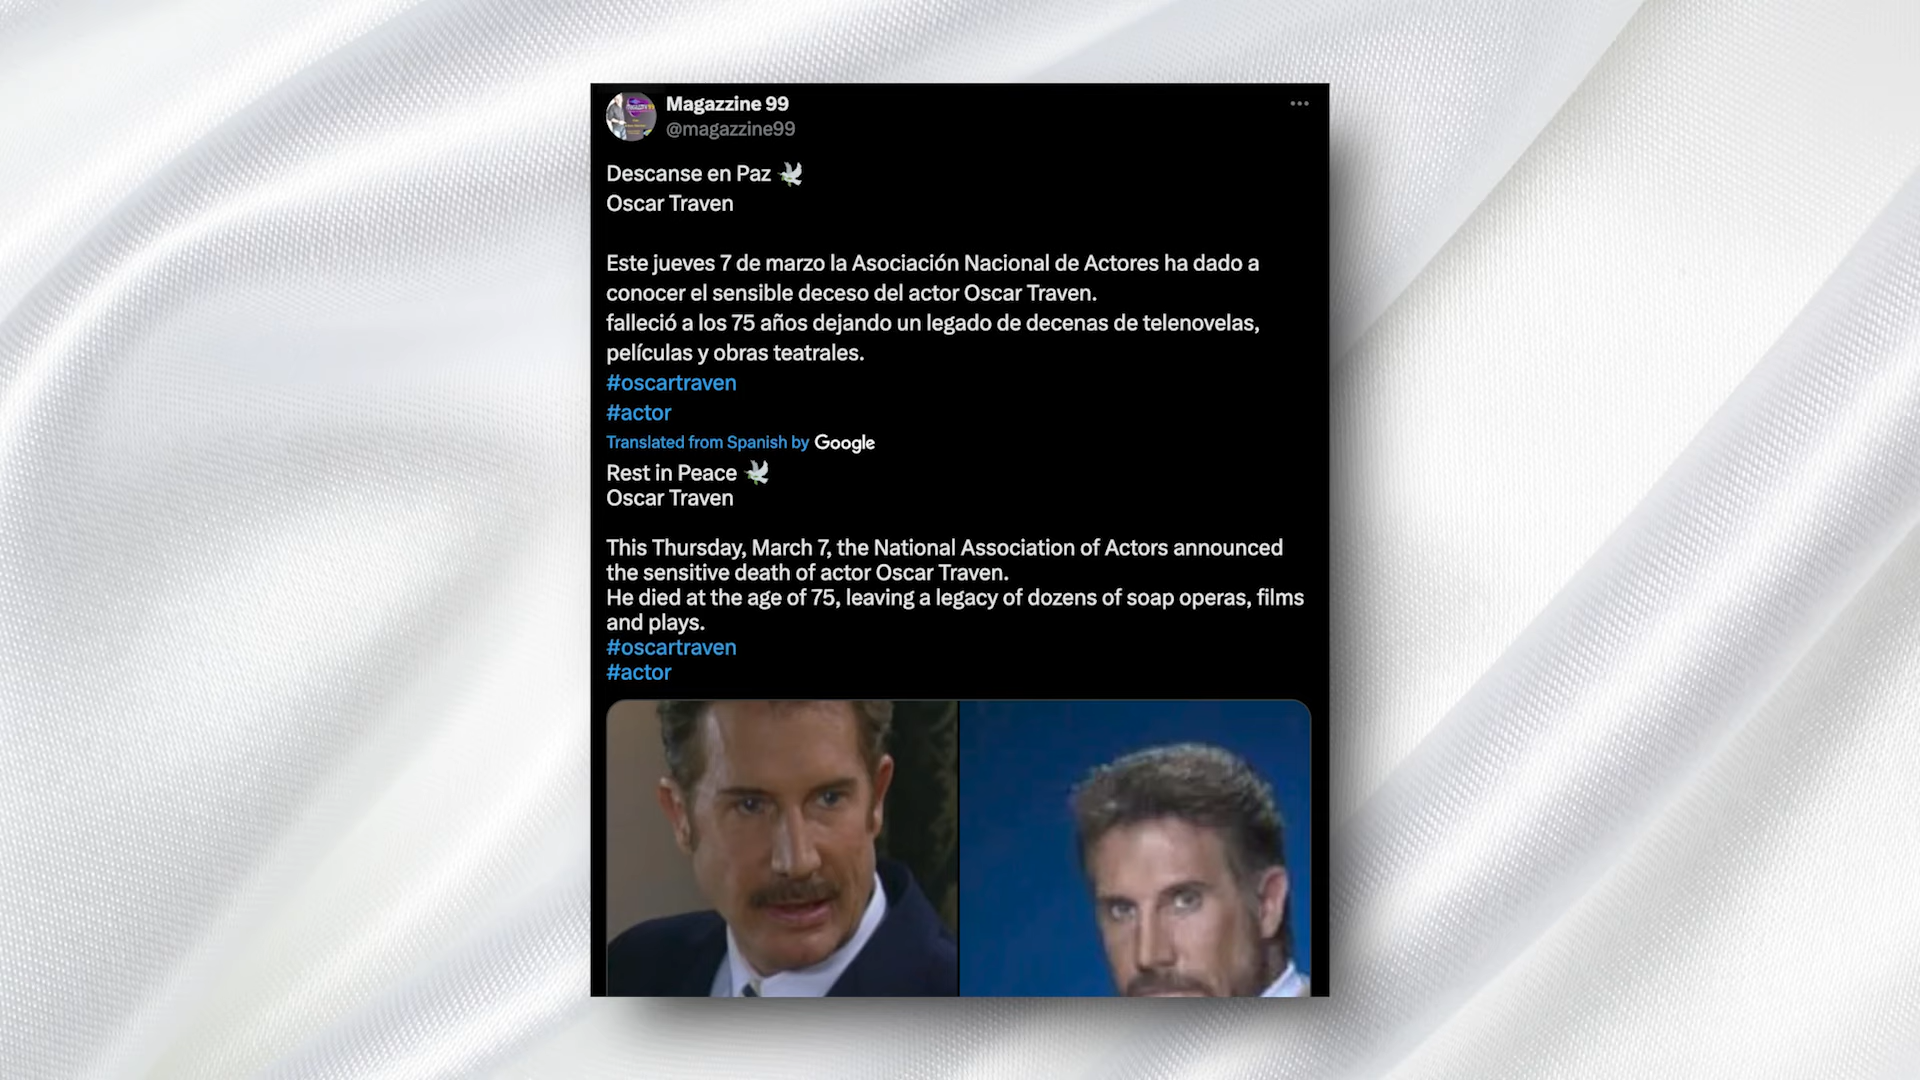 Magazzine 99
@magazzine99
Descanse en Paz 🕊
Oscar Traven
Este jueves 7 de marzo la Asociación Nacional de Actores ha dado a
conocer el sensible deceso del actor Oscar Traven.
falleció a los 75 años dejando un legado de decenas de telenovelas,
películas y obras teatrales.
#oscartraven
#actor
Translated from Spanish by Google
Rest in Peace 🕊
Oscar Traven
This Thursday, March 7, the National Association of Actors announced
the sensitive death of actor Oscar Traven.
He died at the age of 75, leaving a legacy of dozens of soap operas, films
and plays.
#oscartraven
#actor